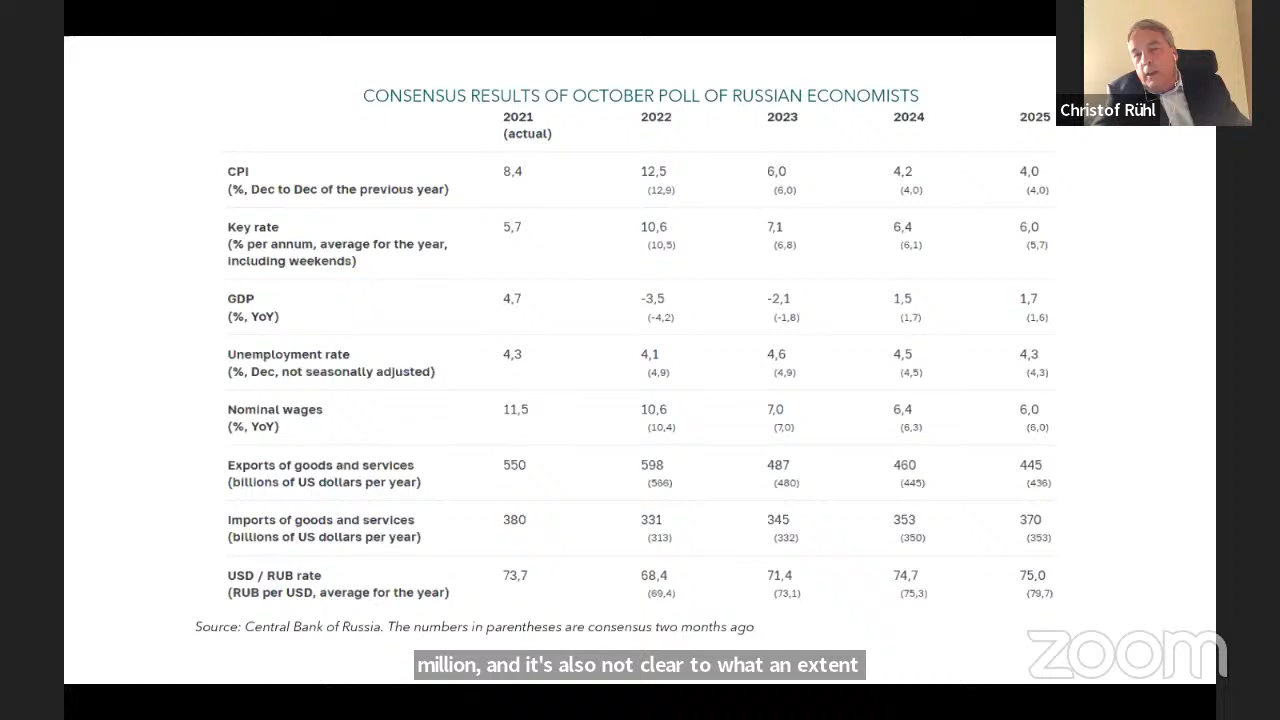 CONSENSUS RESULTS OF OCTOBER POLL OF RUSSIAN ECONOMISTS
2021 2022 2023 2024 2025
(actual)
CPI 8,4 12,5 6,0 4,2 4,0
(%, Dec to Dec of the previous year) (12,9) (6,0) (4,0) (4,0)
Key rate 5,7 10,6 7,1 6,4 6,0
(% per annum, average for the year, (10,5) (6,8) (6,1) (5,7)
including weekends)
GDP 4,7 -3,5 -2,1 1,5 1,7
(%, YoY) (-4,2) (-1,8) (1,7) (1,6)
Unemployment rate 4,3 4,1 4,6 4,5 4,3
(%, Dec, not seasonally adjusted) (4,9) (4,9) (4,5) (4,3)
Nominal wages 11,5 10,6 7,0 6,4 6,0
(%, YoY) (10,4) (7,0) (6,3) (6,0)
Exports of goods and services 550 598 487 460 445
(billions of US dollars per year) (566) (480) (445) (436)
Imports of goods and services 380 331 345 353 370
(billions of US dollars per year) (313) (332) (350) (353)
USD / RUB rate 73,7 68,4 71,4 74,7 75,0
(RUB per USD, average for the year) (69,4) (73,1) (75,3) (79,7)
Source: Central Bank of Russia. The numbers in parentheses are consensus two months ago
Christof Rühl
million, and it's also not clear to what an extent
zoom